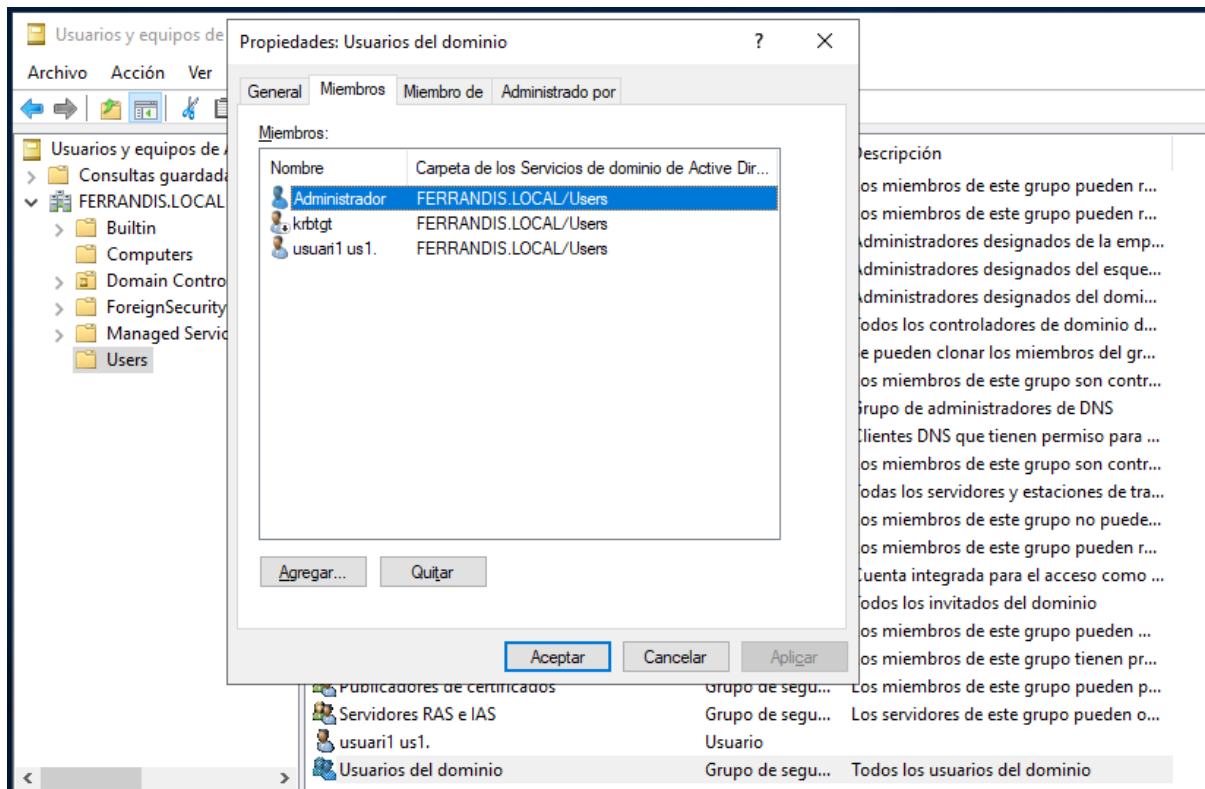 Usuarios y equipos de
Archivo Acción Ver
Propiedades: Usuarios del dominio ? X
General Miembros Miembro de Administrado por
Miembros:
Nombre Carpeta de los Servicios de dominio de Active Dir...
Administrador FERRANDIS.LOCAL/Users
krbtgt FERRANDIS.LOCAL/Users
usuari1 us1. FERRANDIS.LOCAL/Users
Agregar... Quitar
Aceptar Cancelar Aplicar
Usuarios y equipos de
Consultas guardada
FERRANDIS.LOCAL
Builtin
Computers
Domain Contro
ForeignSecurity
Managed Servic
Users
Descripción
os miembros de este grupo pueden r...
os miembros de este grupo pueden r...
Administradores designados de la emp...
Administradores designados del esque...
Administradores designados del domi...
odos los controladores de dominio d...
e pueden clonar los miembros del gr...
os miembros de este grupo son contr...
Grupo de administradores de DNS
Clientes DNS que tienen permiso para ...
os miembros de este grupo son contr...
odas los servidores y estaciones de tra...
os miembros de este grupo no puede...
os miembros de este grupo pueden r...
Cuenta integrada para el acceso como ...
odos los invitados del dominio
os miembros de este grupo pueden ...
os miembros de este grupo tienen pr...
Publicadores de certificados Grupo de segu... Los miembros de este grupo pueden p...
Servidores RAS e IAS Grupo de segu... Los servidores de este grupo pueden o...
usuari1 us1. Usuario
Usuarios del dominio Grupo de segu... Todos los usuarios del dominio